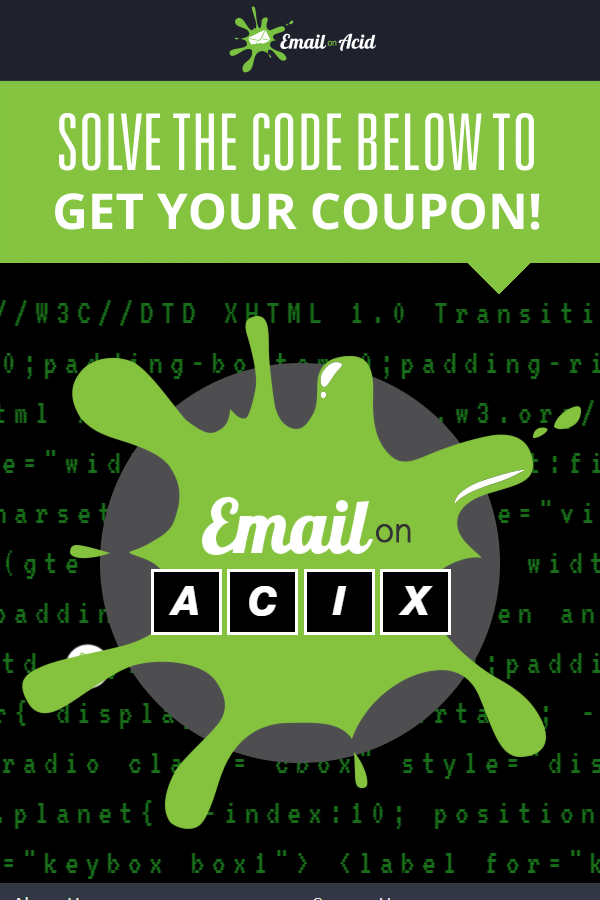 Email on Acid
SOLVE THE CODE BELOW TO
GET YOUR COUPON!
//W3C//DTD XHTML 1.0 Transiti
0;padding-bottom:0;padding-ri
.w3.org/
e="wid
t:fi
harset
e="vi
Email on
(gte
widt
A C I X
paddin
en an
td
;paddi
r{ displa
rta
; -
radio cla
= cbox" style="dis
.planet{
-index:10; position
="keybox box1"> <label for="k